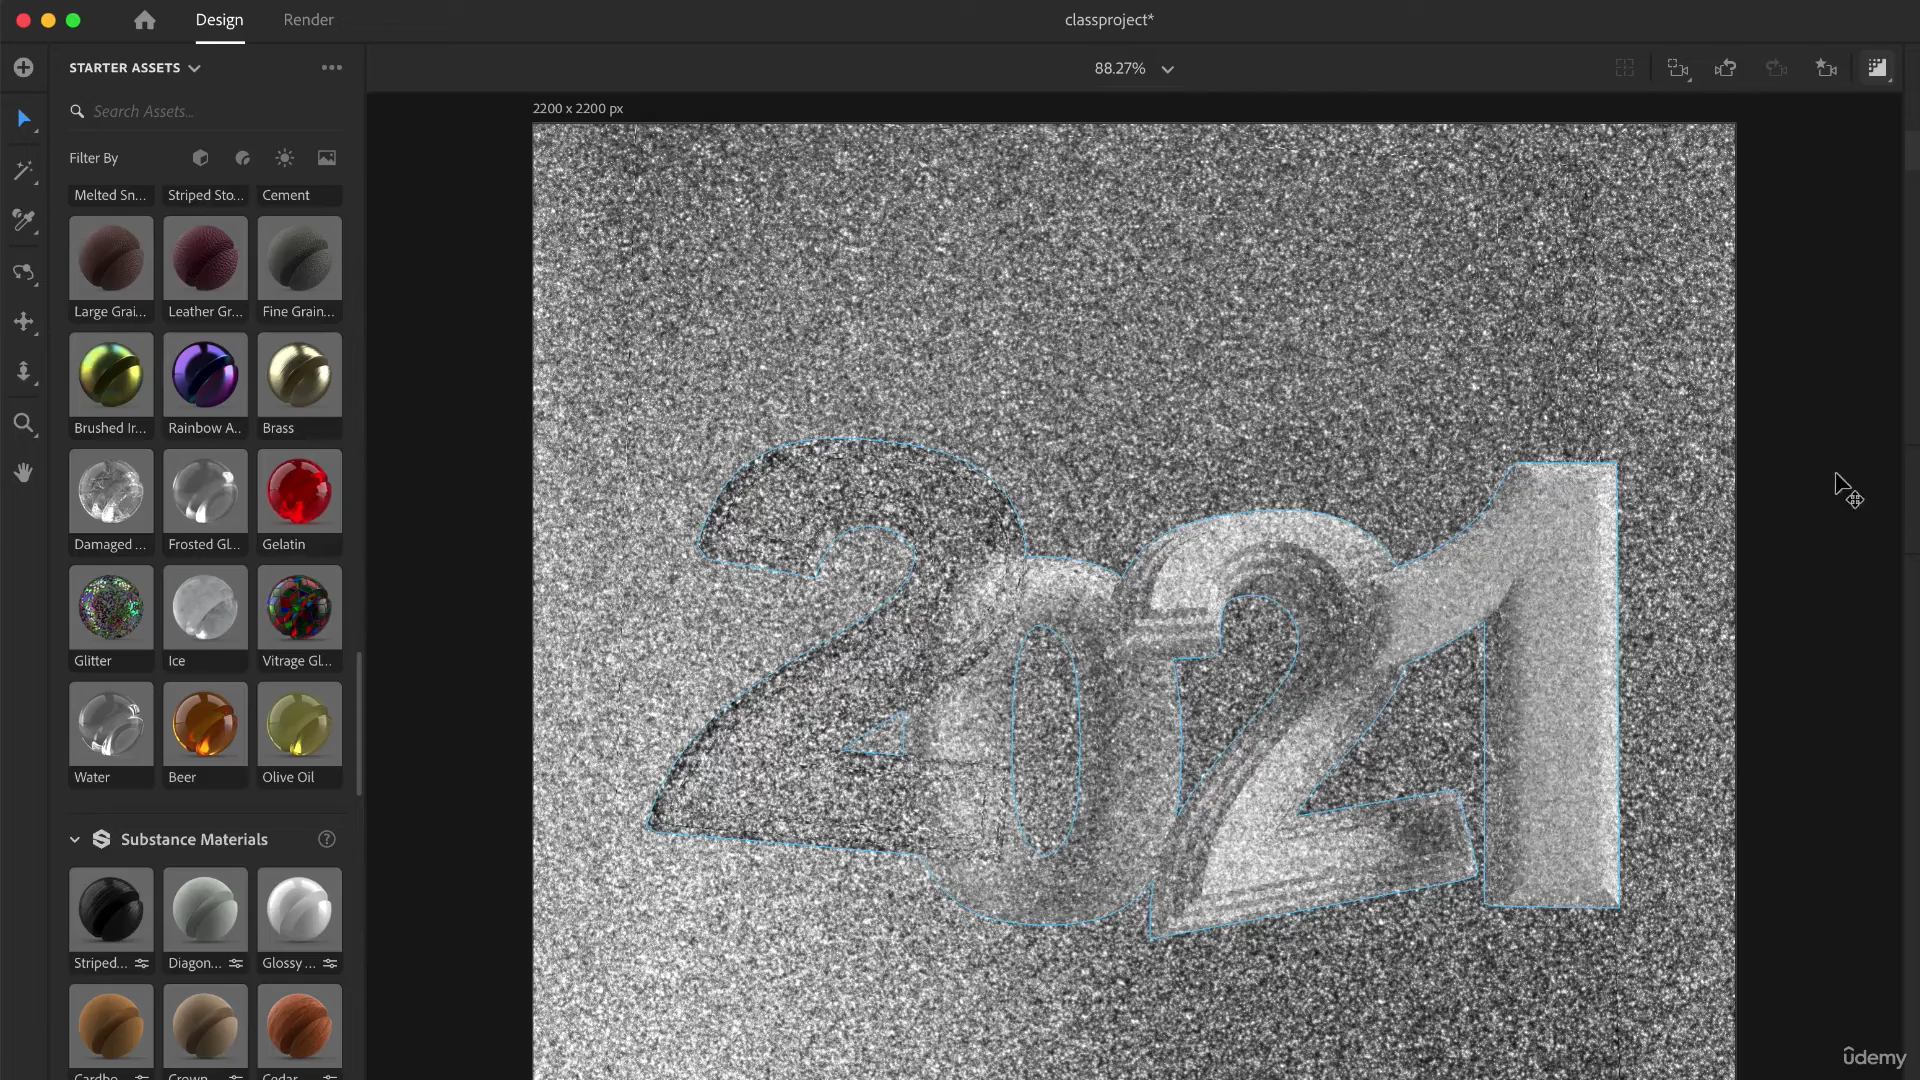 Design
Render
classproject*
STARTER ASSETS
88.27%
Search Assets...
2200 x 2200 px
Filter By
Melted Sn...
Striped Sto...
Cement
Large Grai...
Leather Gr...
Fine Grain...
Brushed Ir...
Rainbow A..
Brass
Damaged ...
Frosted Gl...
Gelatin
Glitter
Ice
Vitrage Gl...
Water
Beer
Olive Oil
Substance Materials
?
Striped...
Diagon...
Glossy ...
2021
udemy